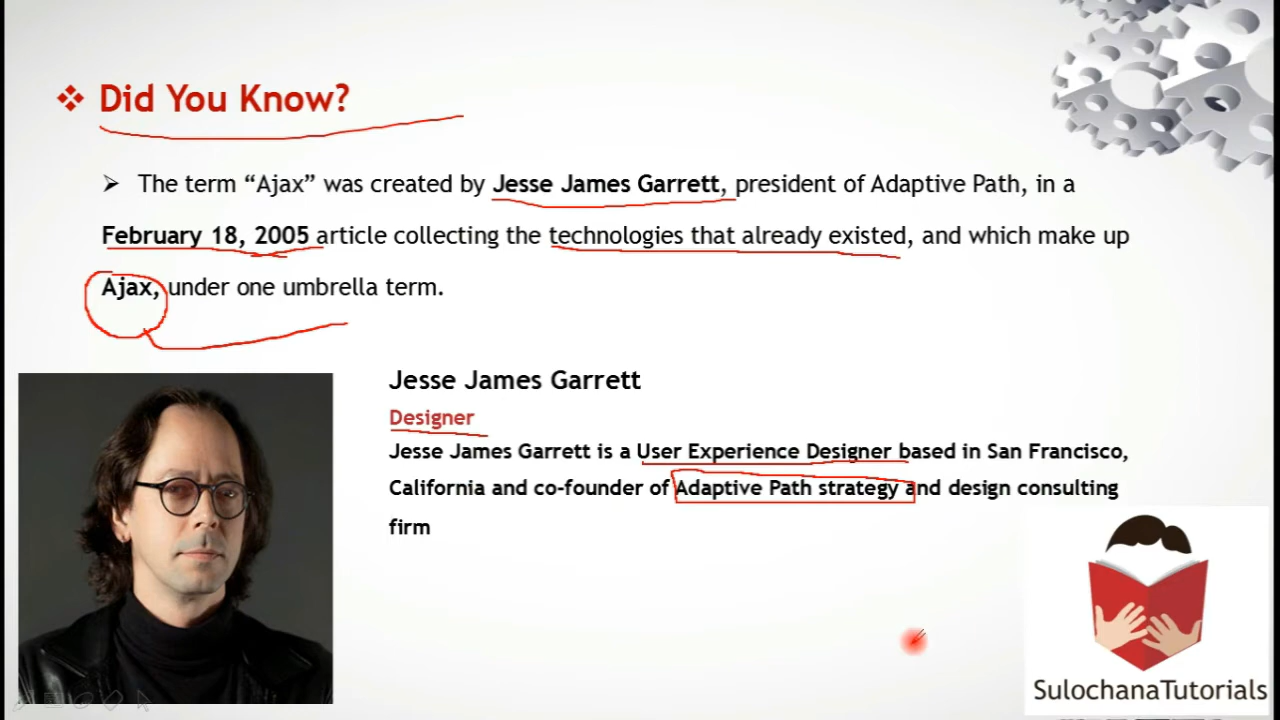 Did You Know?
The term “Ajax” was created by Jesse James Garrett, president of Adaptive Path, in a
February 18, 2005 article collecting the technologies that already existed, and which make up
Ajax, under one umbrella term.
Jesse James Garrett
Designer
Jesse James Garrett is a User Experience Designer based in San Francisco,
California and co-founder of Adaptive Path strategy and design consulting
firm
SulochanaTutorials